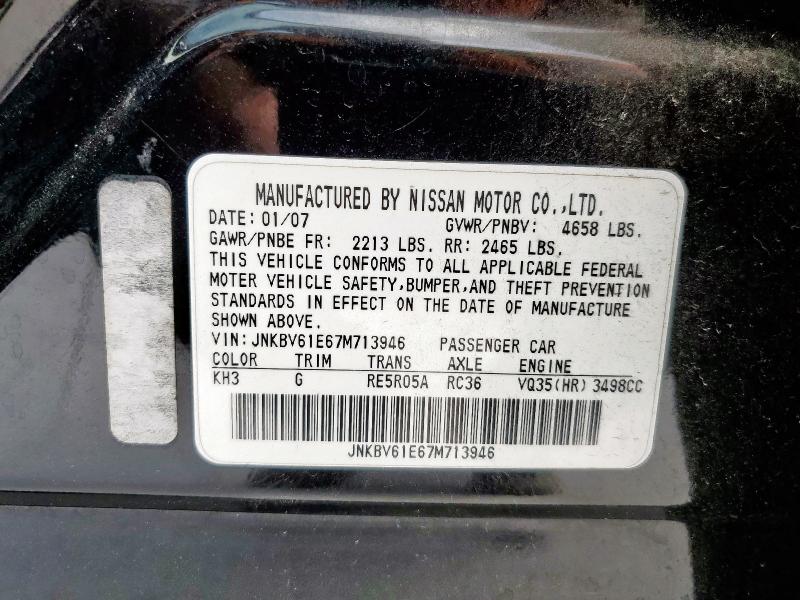 MANUFACTURED BY NISSAN MOTOR CO.,LTD.
DATE: 01/07 GVWR/PNBV: 4658 LBS.
GAWR/PNBE FR: 2213 LBS. RR: 2465 LBS.
THIS VEHICLE CONFORMS TO ALL APPLICABLE FEDERAL
MOTER VEHICLE SAFETY,BUMPER,AND THEFT PREVENTION
STANDARDS IN EFFECT ON THE DATE OF MANUFACTURE
SHOWN ABOVE.
VIN: JNKBV61E67M713946 PASSENGER CAR
COLOR TRIM TRANS AXLE ENGINE
KH3 G RE5R05A RC36 VQ35(HR) 3498CC
JNKBV61E67M713946